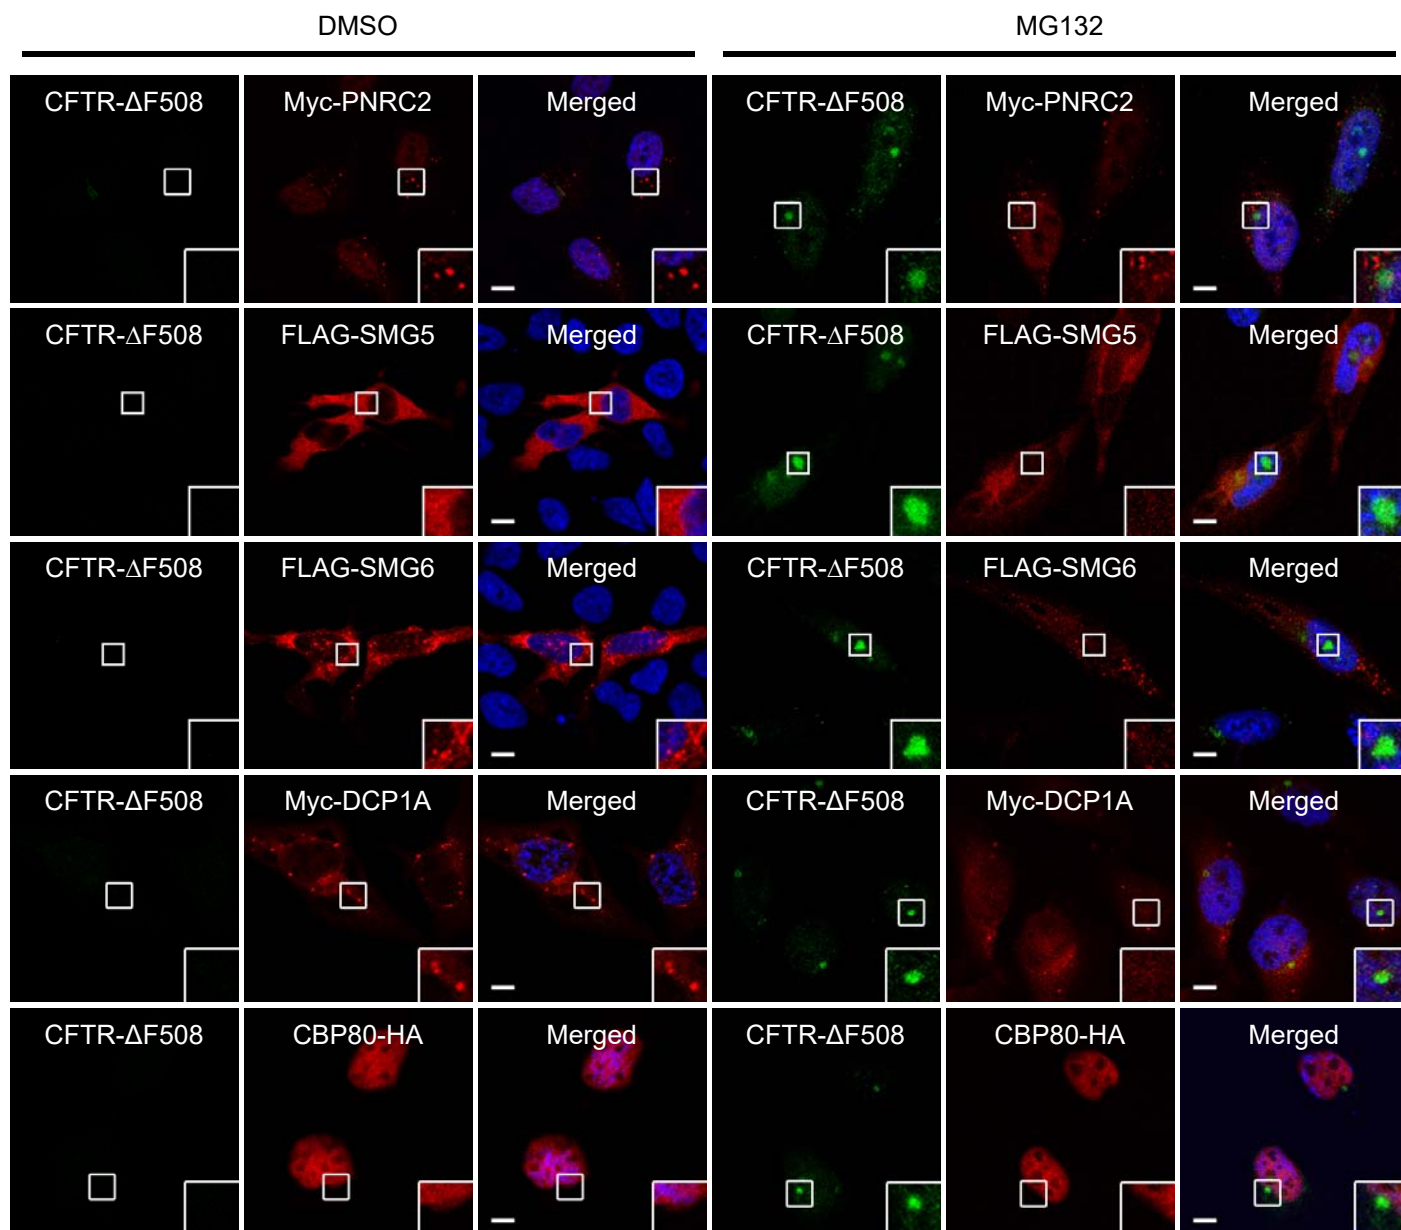 DMSO MG132
CFTR-ΔF508 Myc-PNRC2 Merged CFTR-ΔF508 Myc-PNRC2 Merged
CFTR-ΔF508 FLAG-SMG5 Merged CFTR-ΔF508 FLAG-SMG5 Merged
CFTR-ΔF508 FLAG-SMG6 Merged CFTR-ΔF508 FLAG-SMG6 Merged
CFTR-ΔF508 Myc-DCP1A Merged CFTR-ΔF508 Myc-DCP1A Merged
CFTR-ΔF508 CBP80-HA Merged CFTR-ΔF508 CBP80-HA Merged